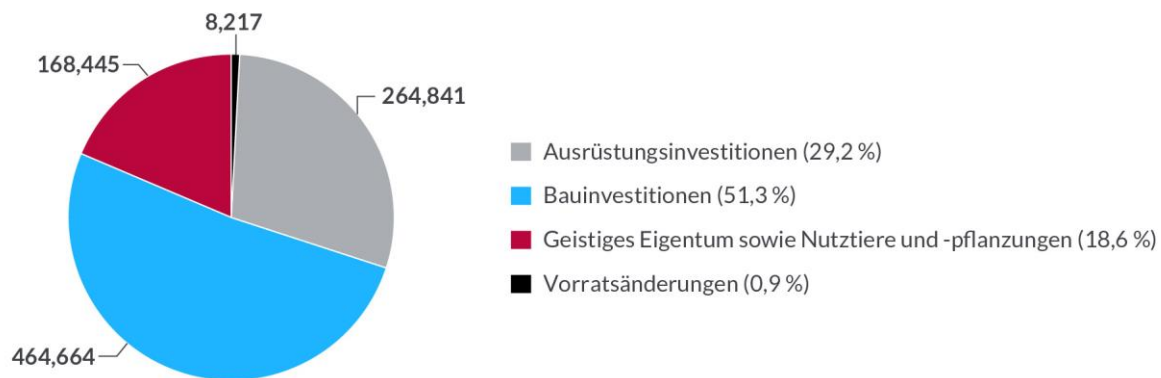 8,217
168,445
264,841
464,664
Ausrüstungsinvestitionen (29,2 %)
Bauinvestitionen (51,3 %)
Geistiges Eigentum sowie Nutztiere und -pflanzungen (18,6 %)
Vorratsänderungen (0,9 %)